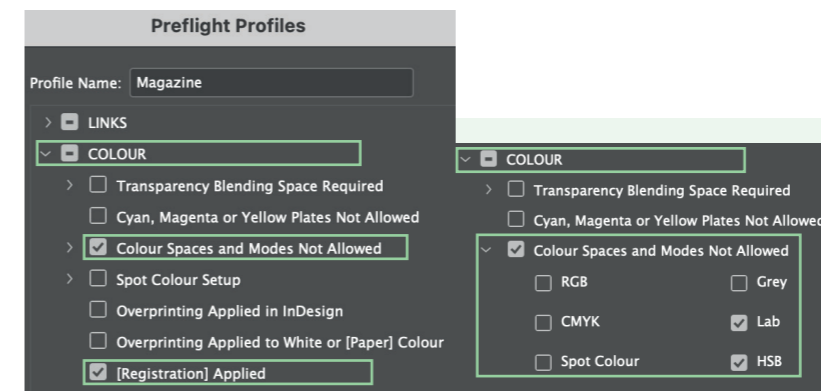 Preflight Profiles
Profile Name: Magazine
LINKS
COLOUR
Transparency Blending Space Required
Cyan, Magenta or Yellow Plates Not Allowed
Colour Spaces and Modes Not Allowed
Spot Colour Setup
Overprinting Applied in InDesign
Overprinting Applied to White or [Paper] Colour
[Registration] Applied
COLOUR
Transparency Blending Space Required
Cyan, Magenta or Yellow Plates Not Allowed
Colour Spaces and Modes Not Allowed
RGB Grey
CMYK Lab
Spot Colour HSB